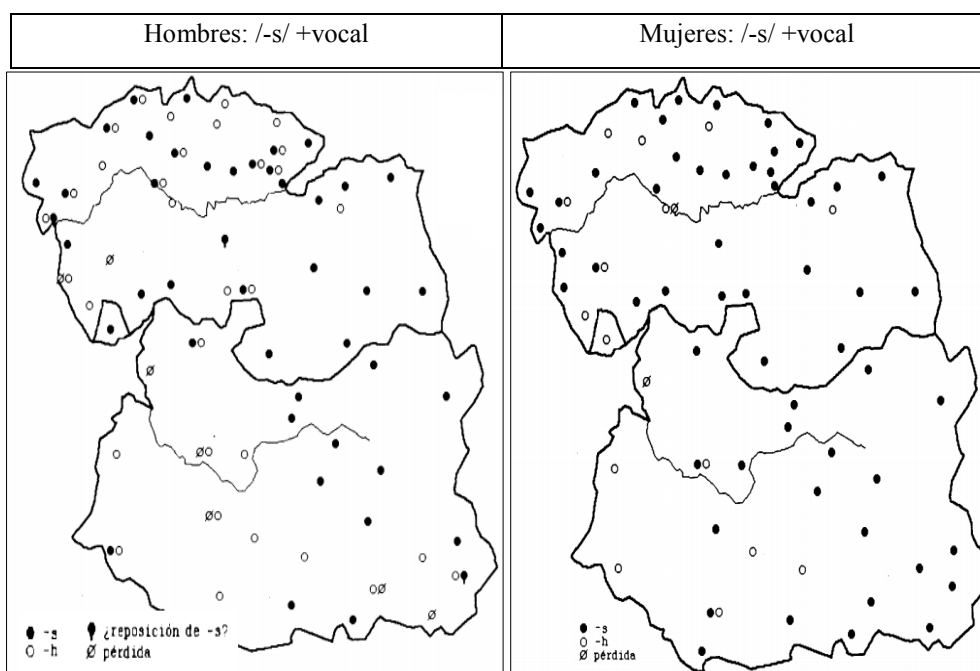 Hombres: /-s/ +vocal
Mujeres: /-s/ +vocal
-s ¿reposición de -s?
-h pérdida
-s
-h
pérdida